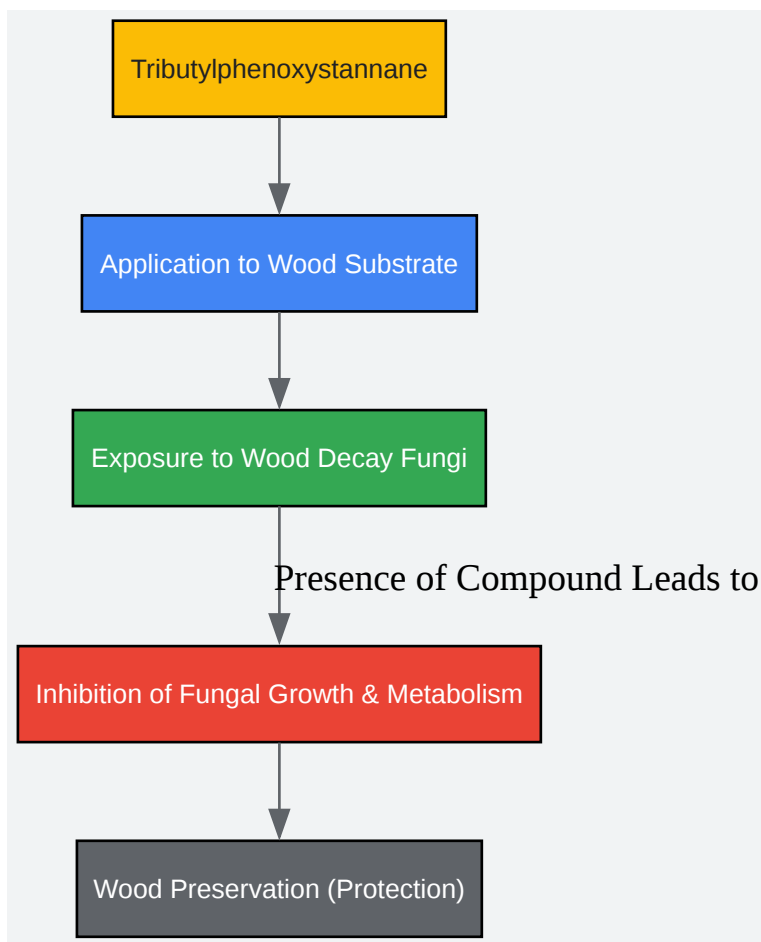 Tributylphenoxystannane
Application to Wood Substrate
Exposure to Wood Decay Fungi
Presence of Compound Leads to
Inhibition of Fungal Growth & Metabolism
Wood Preservation (Protection)